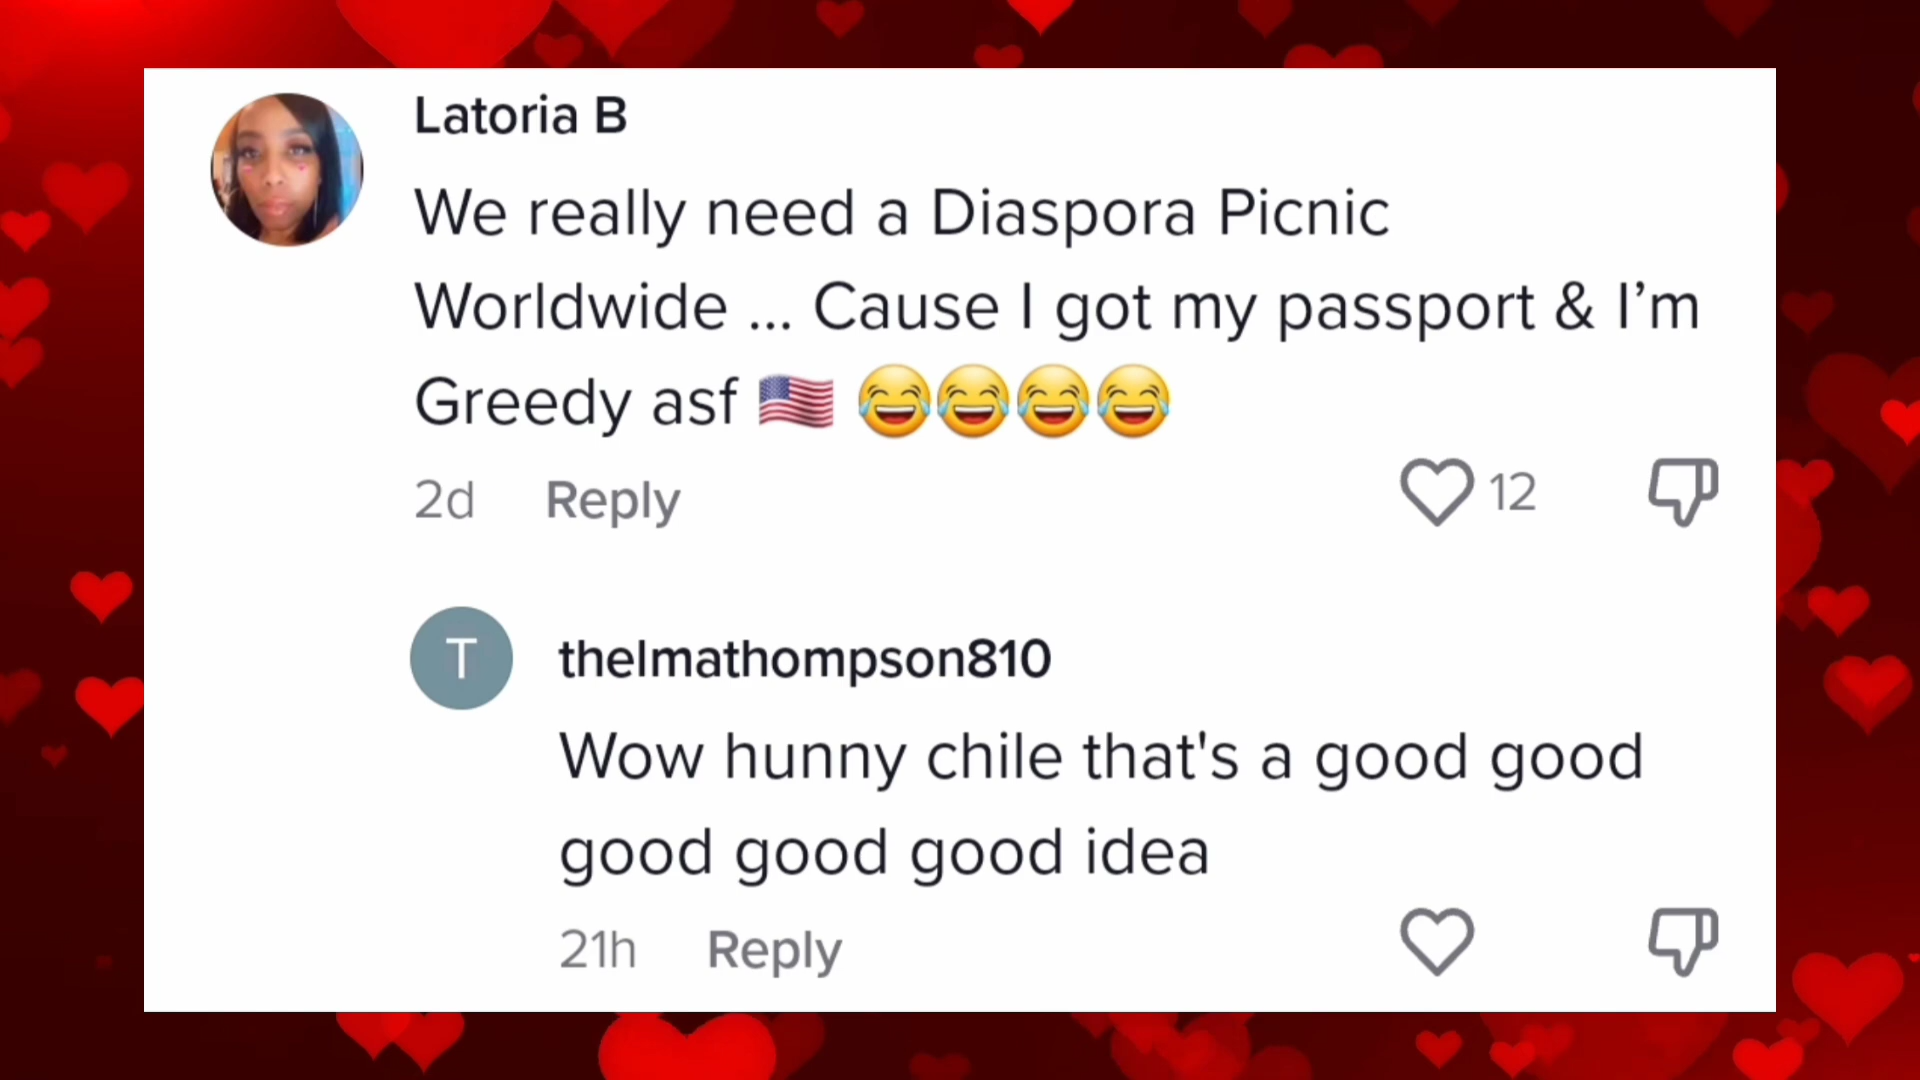 Latoria B
We really need a Diaspora Picnic
Worldwide ... Cause I got my passport & I’m
Greedy asf 🇺🇸 😂😂😂😂
2d Reply 12
T thelmathompson810
Wow hunny chile that's a good good
good good good idea
21h Reply